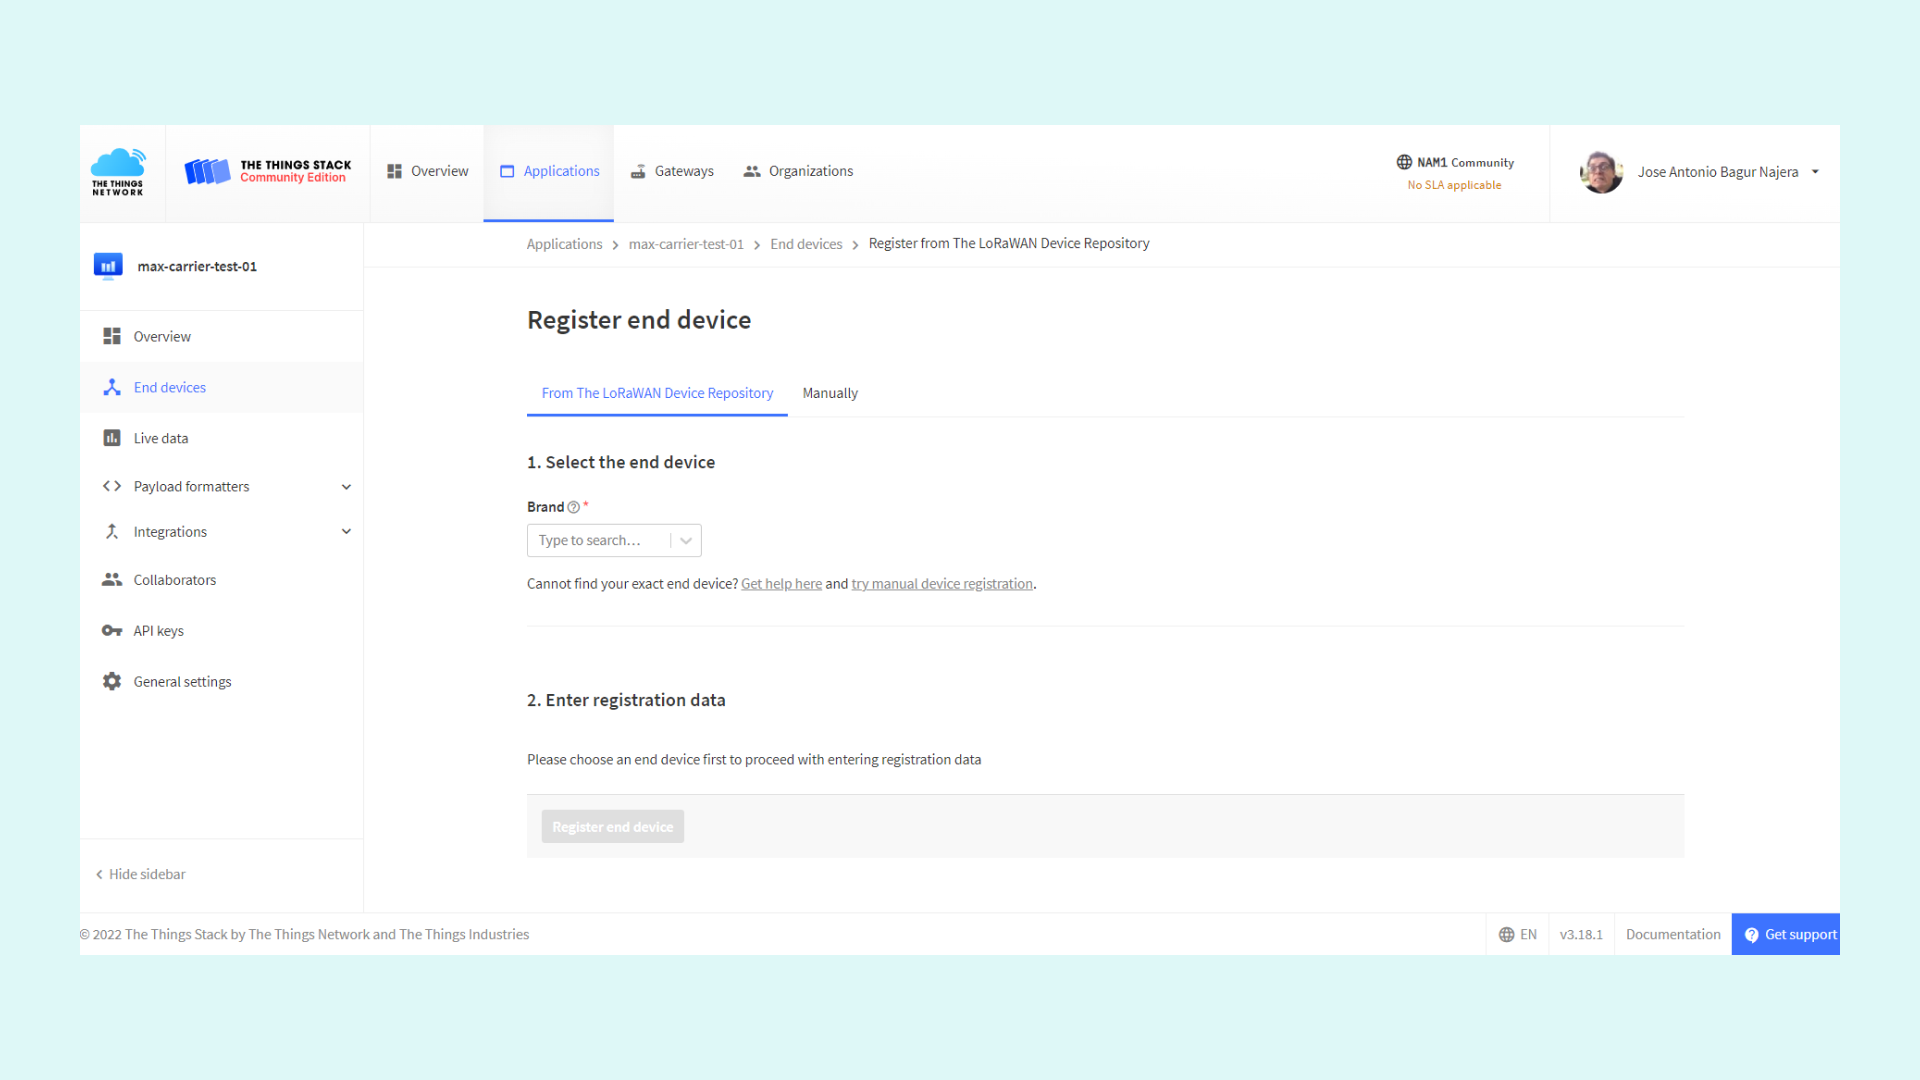 THE THINGS
NETWORK
THE THINGS STACK
Community Edition
Overview
Applications
Gateways
Organizations
NAM1 Community
No SLA applicable
Jose Antonio Bagur Najera
max-carrier-test-01
Overview
End devices
Live data
Payload formatters
Integrations
Collaborators
API keys
General settings
Hide sidebar
Applications > max-carrier-test-01 > End devices > Register from The LoRaWAN Device Repository
Register end device
From The LoRaWAN Device Repository
Manually
1. Select the end device
Brand *
Type to search...
Cannot find your exact end device? Get help here and try manual device registration.
2. Enter registration data
Please choose an end device first to proceed with entering registration data
Register end device
© 2022 The Things Stack by The Things Network and The Things Industries
EN
v3.18.1
Documentation
Get support